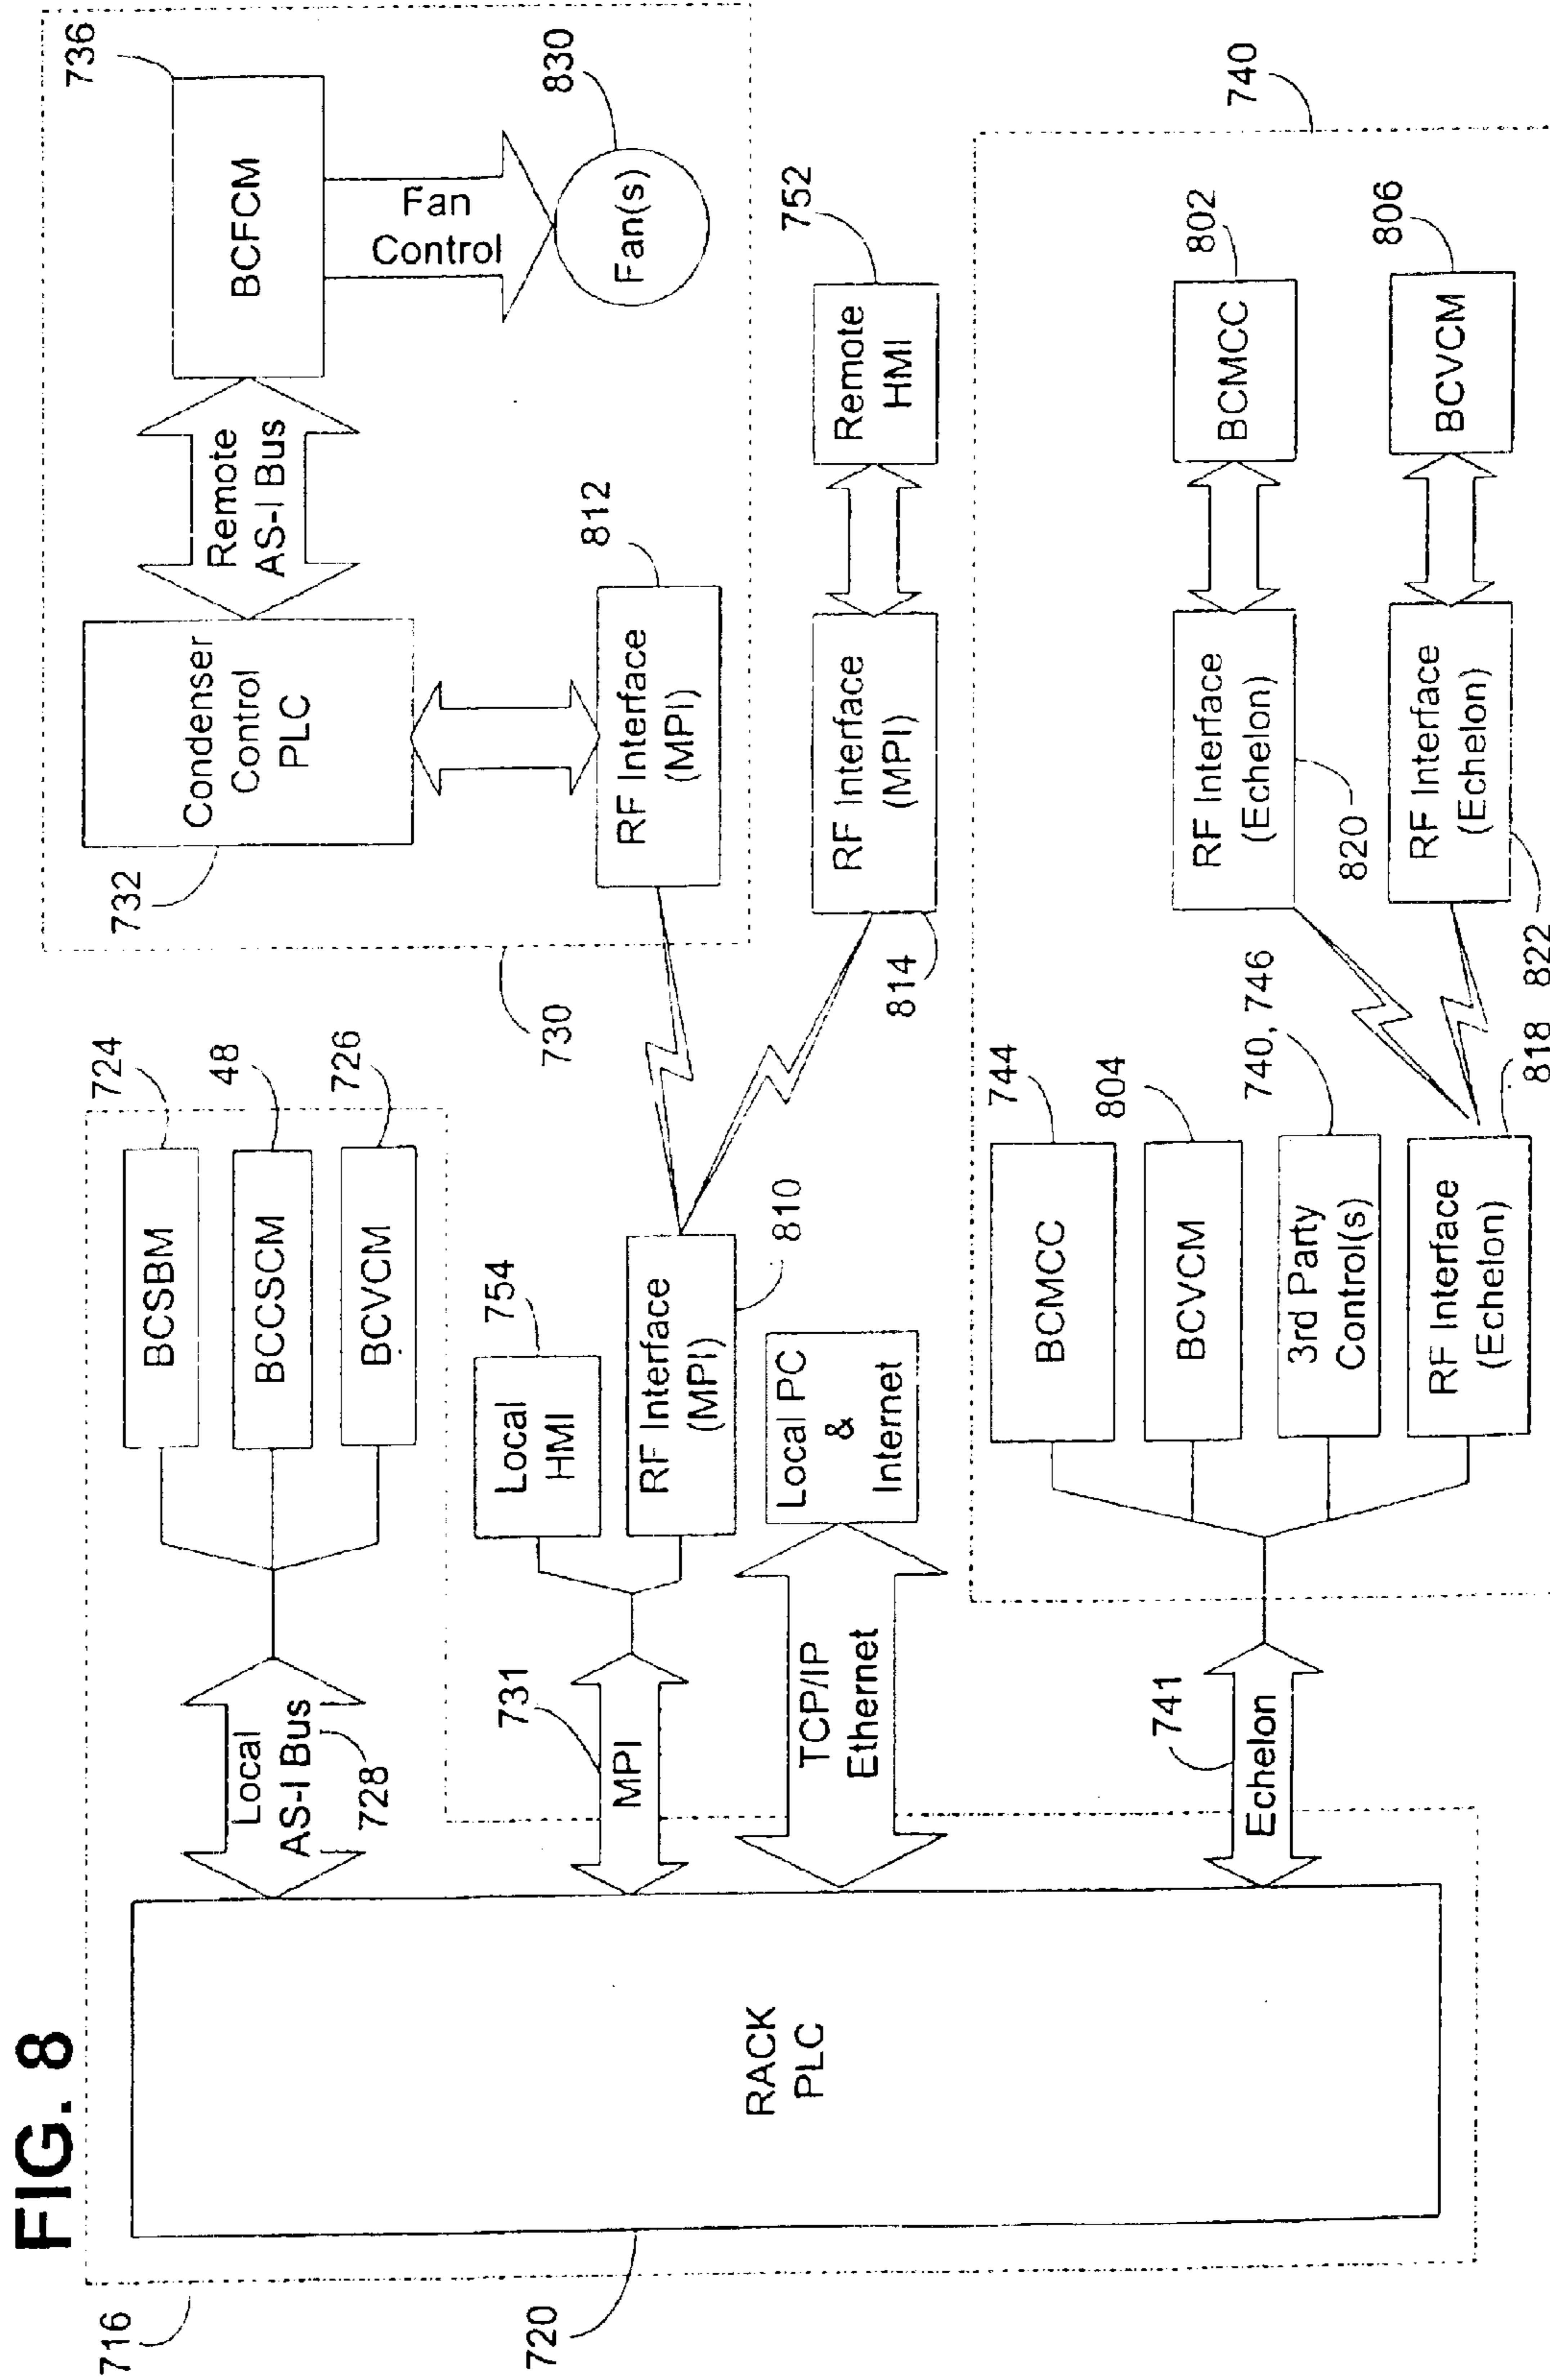 FIG. 8
716
720
RACK
PLC
Local
AS-I Bus
728
BCSBM
724
BCCSCM
48
BCVCM
726
MPI
731
Local
HMI
754
RF Interface
(MPI)
810
TCP/IP
Ethernet
Local PC
&
Internet
Echelon
741
BCMCC
744
BCVCM
804
3rd Party
Control(s)
740, 746
RF Interface
(Echelon)
818
730
732
Condenser
Control
PLC
Remote
AS-I Bus
BCFCM
736
Fan
Control
Fan(s)
830
RF Interface
(MPI)
812
RF Interface
(MPI)
814
Remote
HMI
752
740
RF Interface
(Echelon)
820
BCMCC
802
RF Interface
(Echelon)
822
BCVCM
806